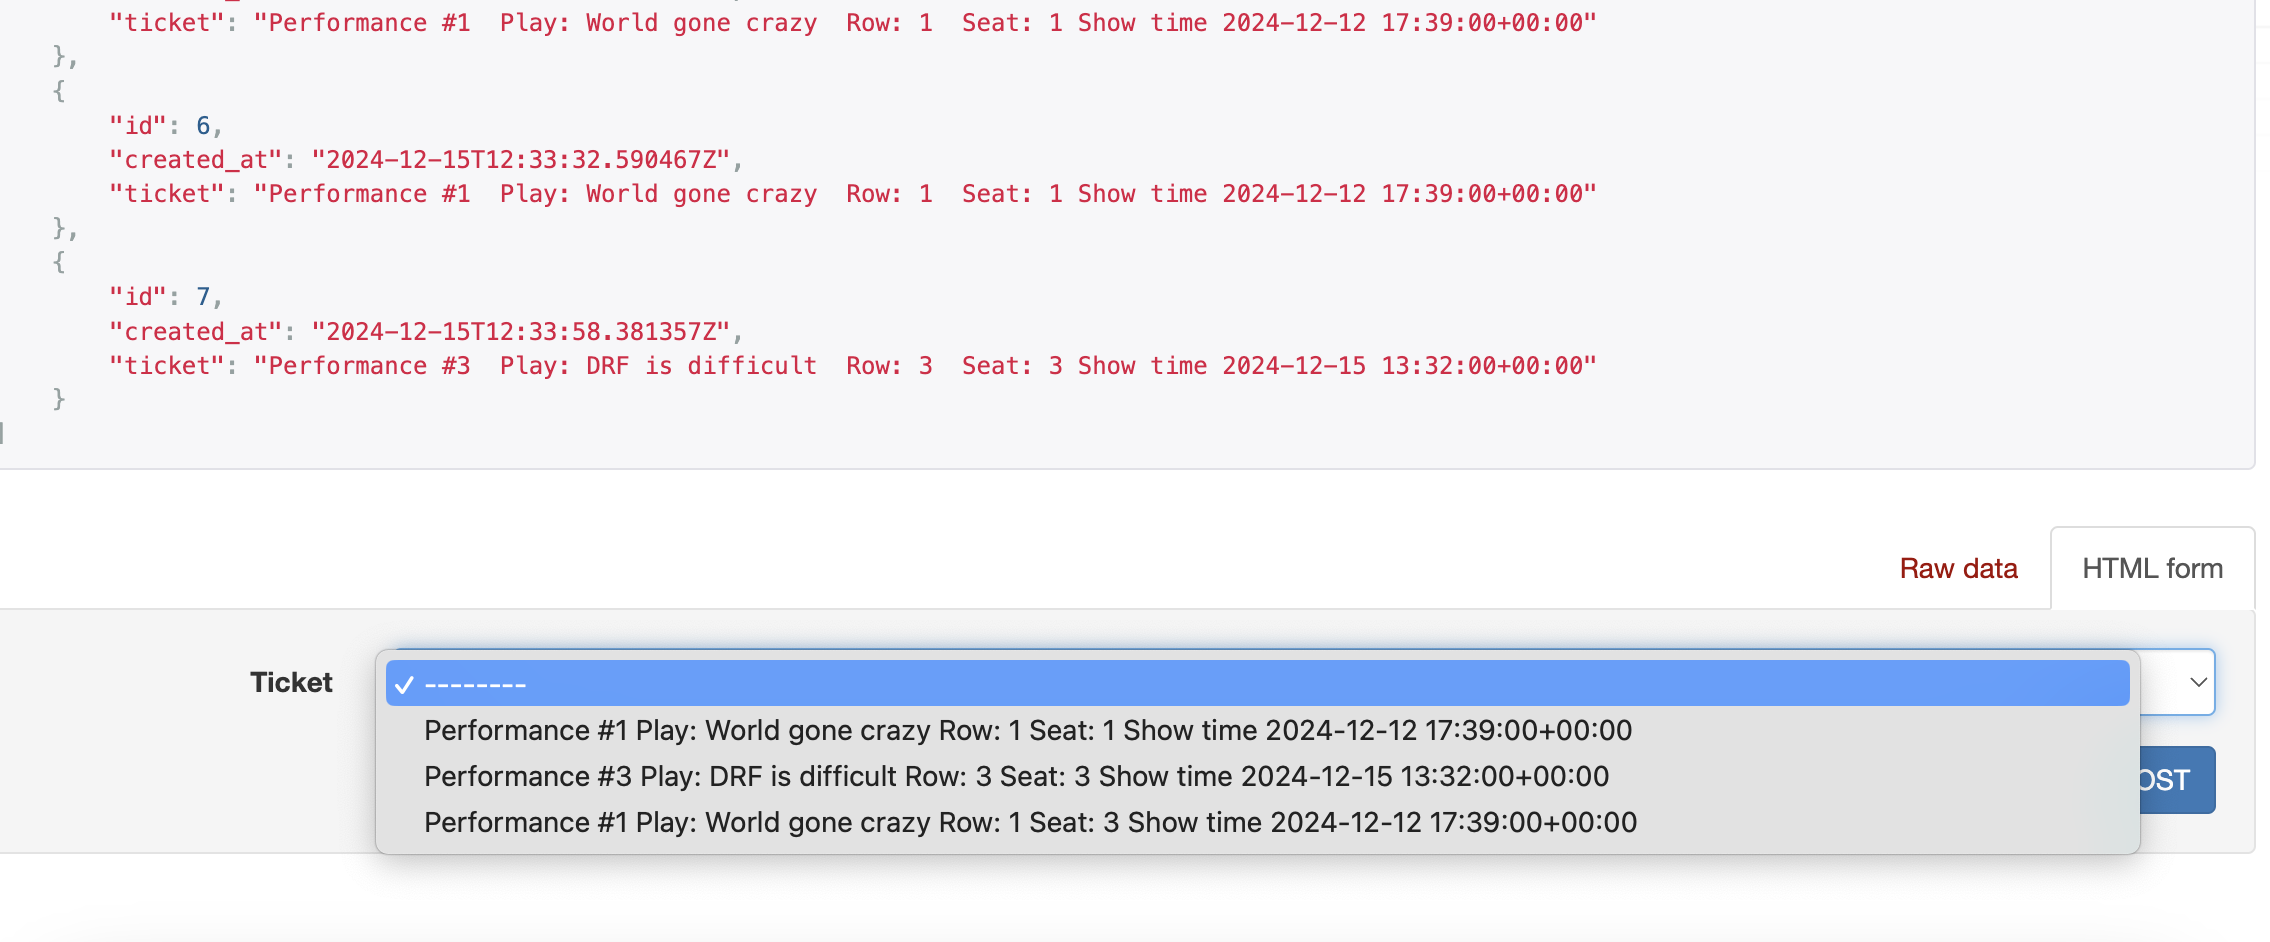 "ticket": "Performance #1  Play: World gone crazy  Row: 1  Seat: 1 Show time 2024-12-12 17:39:00+00:00"
},
{
"id": 6,
"created_at": "2024-12-15T12:33:32.590467Z",
"ticket": "Performance #1  Play: World gone crazy  Row: 1  Seat: 1 Show time 2024-12-12 17:39:00+00:00"
},
{
"id": 7,
"created_at": "2024-12-15T12:33:58.381357Z",
"ticket": "Performance #3  Play: DRF is difficult  Row: 3  Seat: 3 Show time 2024-12-15 13:32:00+00:00"
}
]
Raw data
HTML form
Ticket
✓ --------
Performance #1 Play: World gone crazy Row: 1 Seat: 1 Show time 2024-12-12 17:39:00+00:00
Performance #3 Play: DRF is difficult Row: 3 Seat: 3 Show time 2024-12-15 13:32:00+00:00
OST
Performance #1 Play: World gone crazy Row: 1 Seat: 3 Show time 2024-12-12 17:39:00+00:00